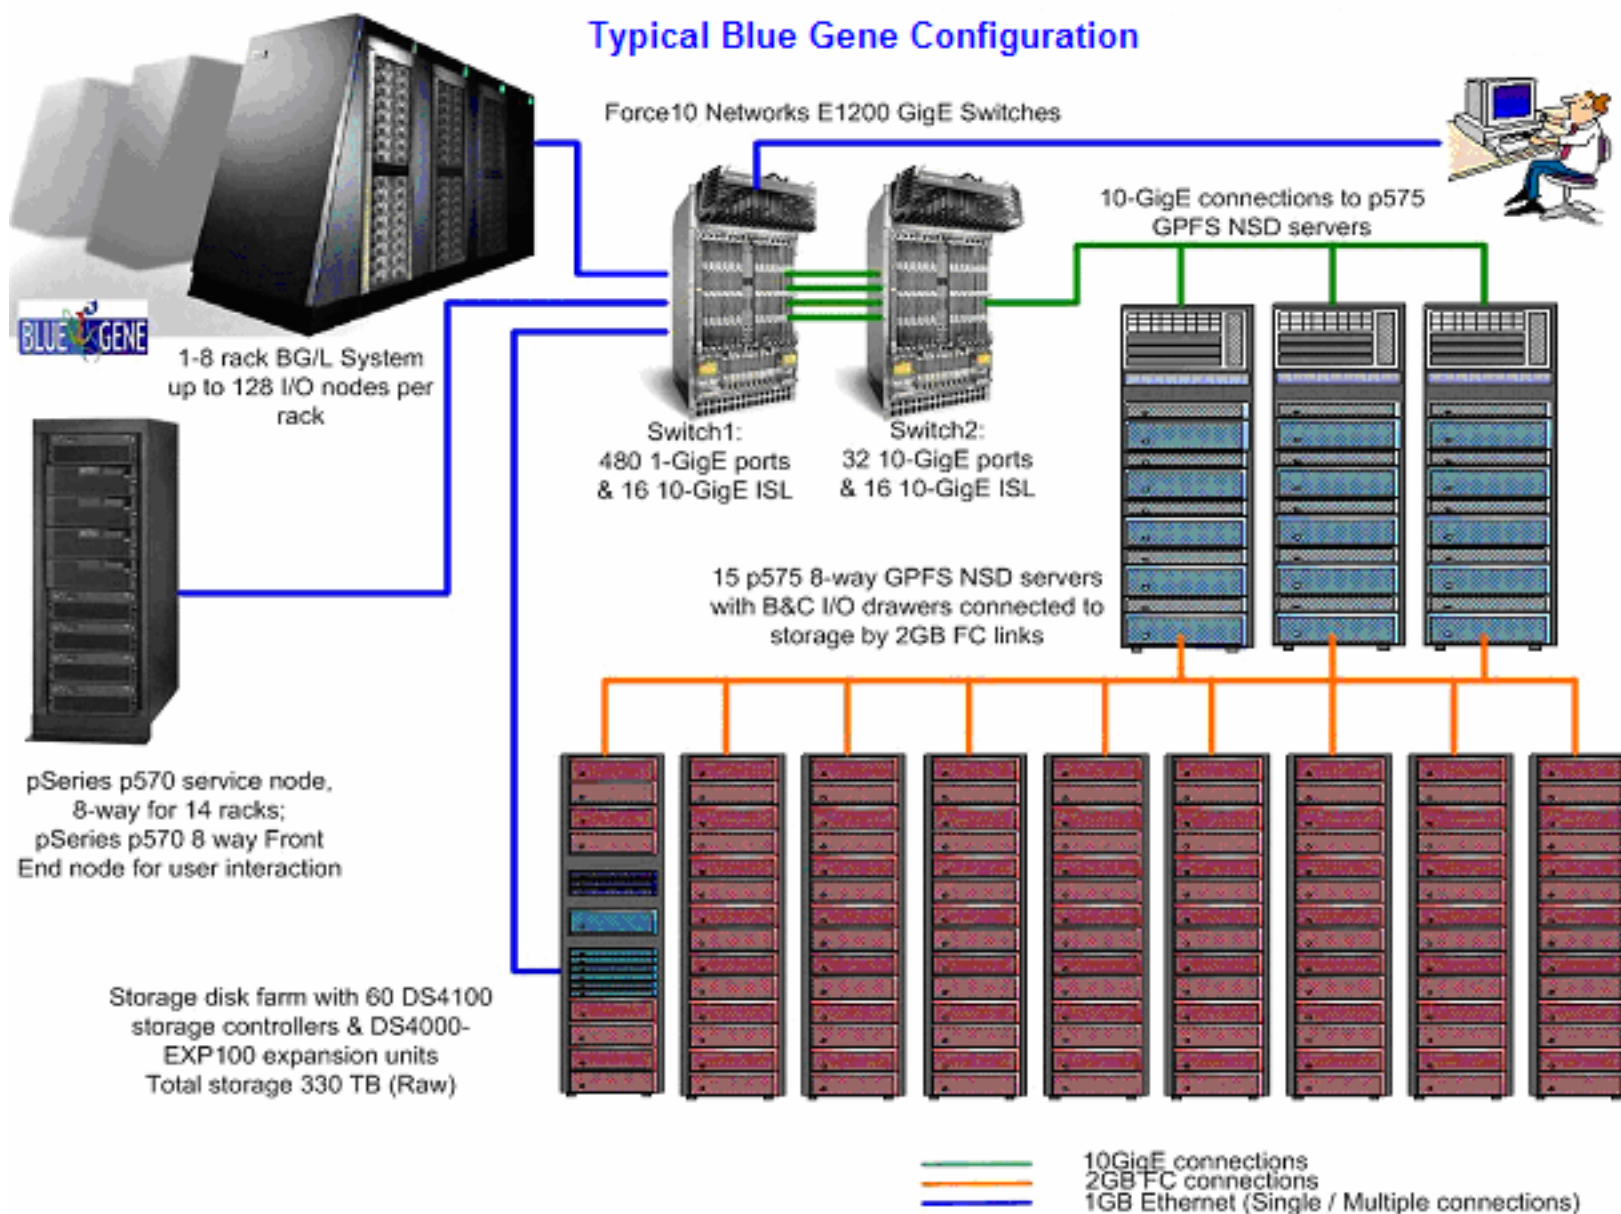 Typical Blue Gene Configuration
Force10 Networks E1200 GigE Switches
10-GigE connections to p575
GPFS NSD servers
BLUE GENE
1-8 rack BG/L System
up to 128 I/O nodes per
rack
Switch1:
480 1-GigE ports
& 16 10-GigE ISL
Switch2:
32 10-GigE ports
& 16 10-GigE ISL
15 p575 8-way GPFS NSD servers
with B&C I/O drawers connected to
storage by 2GB FC links
pSeries p570 service node,
8-way for 14 racks;
pSeries p570 8 way Front
End node for user interaction
Storage disk farm with 60 DS4100
storage controllers & DS4000-
EXP100 expansion units
Total storage 330 TB (Raw)
10GigE connections
2GB FC connections
1GB Ethernet (Single / Multiple connections)